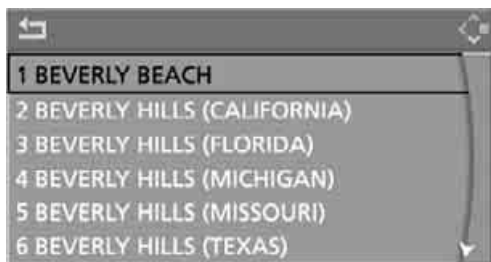 1 BEVERLY BEACH
2 BEVERLY HILLS (CALIFORNIA)
3 BEVERLY HILLS (FLORIDA)
4 BEVERLY HILLS (MICHIGAN)
5 BEVERLY HILLS (MISSOURI)
6 BEVERLY HILLS (TEXAS)